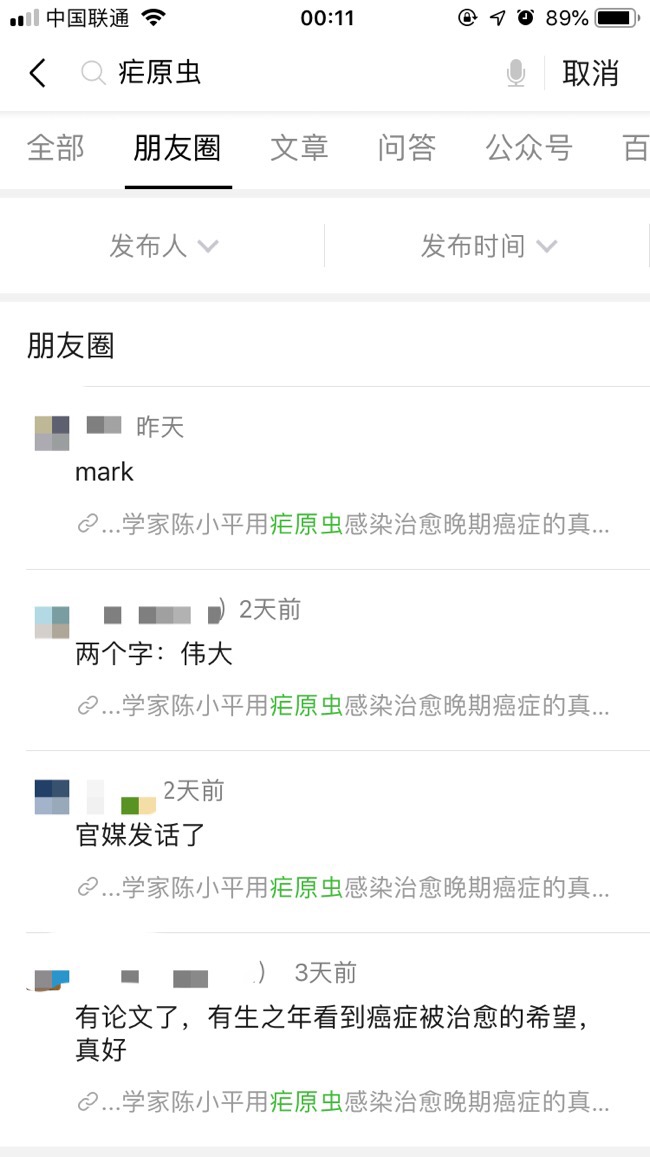 中国联通 00:11 89%
疟原虫 取消
全部 朋友圈 文章 问答 公众号 百
发布人 发布时间
朋友圈
昨天
mark
...学家陈小平用疟原虫感染治愈晚期癌症的真...
) 2天前
两个字：伟大
...学家陈小平用疟原虫感染治愈晚期癌症的真...
2天前
官媒发话了
...学家陈小平用疟原虫感染治愈晚期癌症的真...
) 3天前
有论文了，有生之年看到癌症被治愈的希望，
真好
...学家陈小平用疟原虫感染治愈晚期癌症的真...